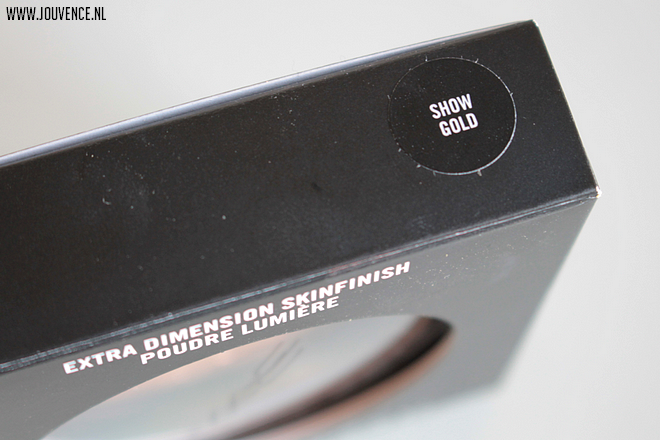 WWW.JOUVENCE.NL
SHOW
GOLD
EXTRA DIMENSION SKINFINISH
POUDRE LUMIÈRE